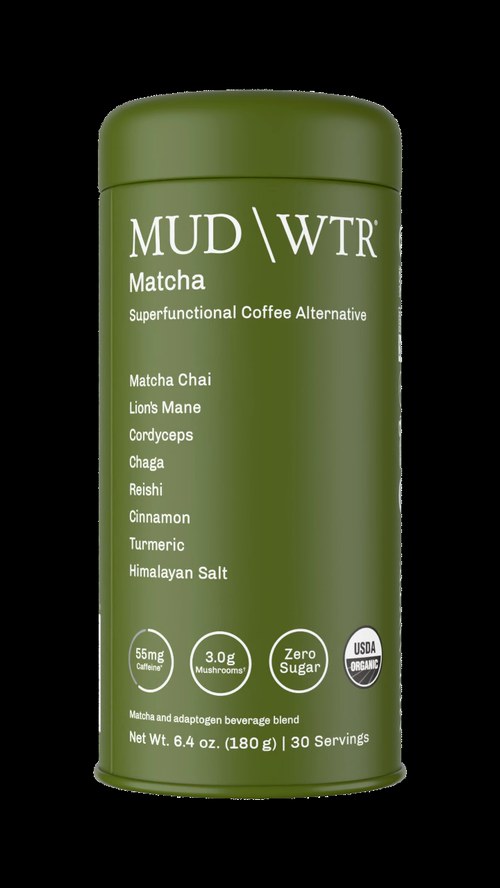 MUD\WTR®
Matcha
Superfunctional Coffee Alternative
Matcha Chai
Lion's Mane
Cordyceps
Chaga
Reishi
Cinnamon
Turmeric
Himalayan Salt
55mg
Caffeine*
3.0g
Mushrooms*
Zero
Sugar
USDA
ORGANIC
Matcha and adaptogen beverage blend
Net Wt. 6.4 oz. (180 g) | 30 Servings